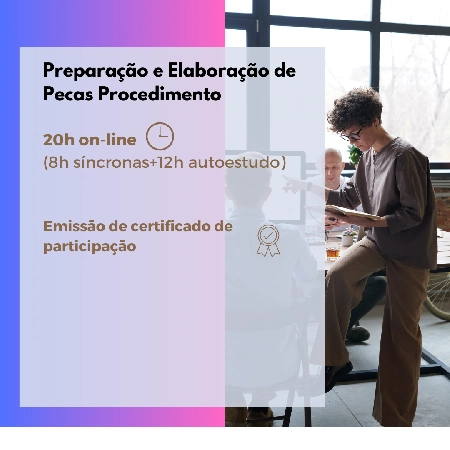 Preparação e Elaboração de
Pecas Procedimento
20h on-line
(8h síncronas+12h autoestudo)
Emissão de certificado de
participação